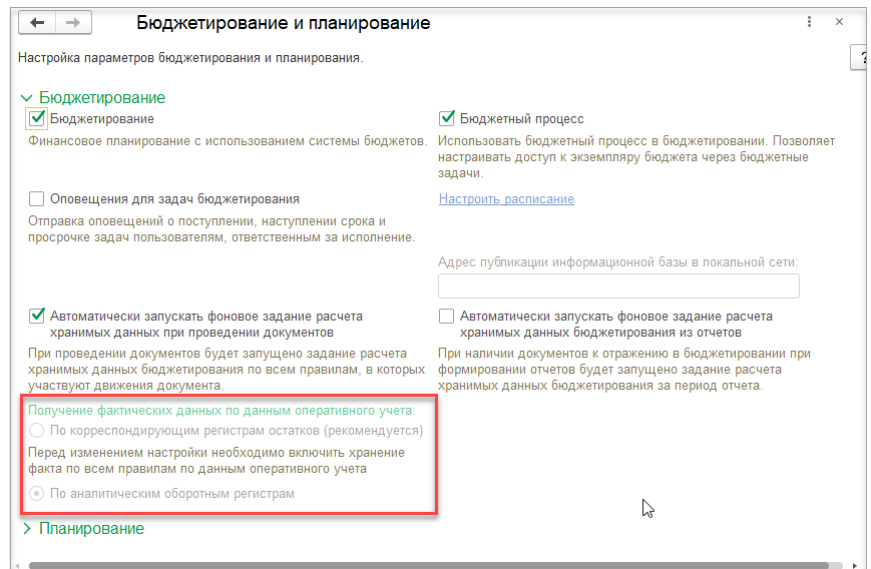 Бюджетирование и планирование
Настройка параметров бюджетирования и планирования.
?
Бюджетирование
Бюджетирование
Финансовое планирование с использованием системы бюджетов.
Бюджетный процесс
Использовать бюджетный процесс в бюджетировании. Позволяет
настраивать доступ к экземпляру бюджета через бюджетные
задачи.
Оповещения для задач бюджетирования
Отправка оповещений о поступлении, наступлении срока и
просрочке задач пользователям, ответственным за исполнение.
Настроить расписание
Адрес публикации информационной базы в локальной сети:
Автоматически запускать фоновое задание расчета
хранимых данных при проведении документов
При проведении документов будет запущено задание расчета
хранимых данных бюджетирования по всем правилам, в которых
участвуют движения документа.
Автоматически запускать фоновое задание расчета
хранимых данных бюджетирования из отчетов
При наличии документов к отражению в бюджетировании при
формировании отчетов будет запущено задание расчета
хранимых данных бюджетирования за период отчета.
Получение фактических данных по данным оперативного учета:
По корреспондирующим регистрам остатков (рекомендуется)
Перед изменением настройки необходимо включить хранение
факта по всем правилам по данным оперативного учета
По аналитическим оборотным регистрам
Планирование